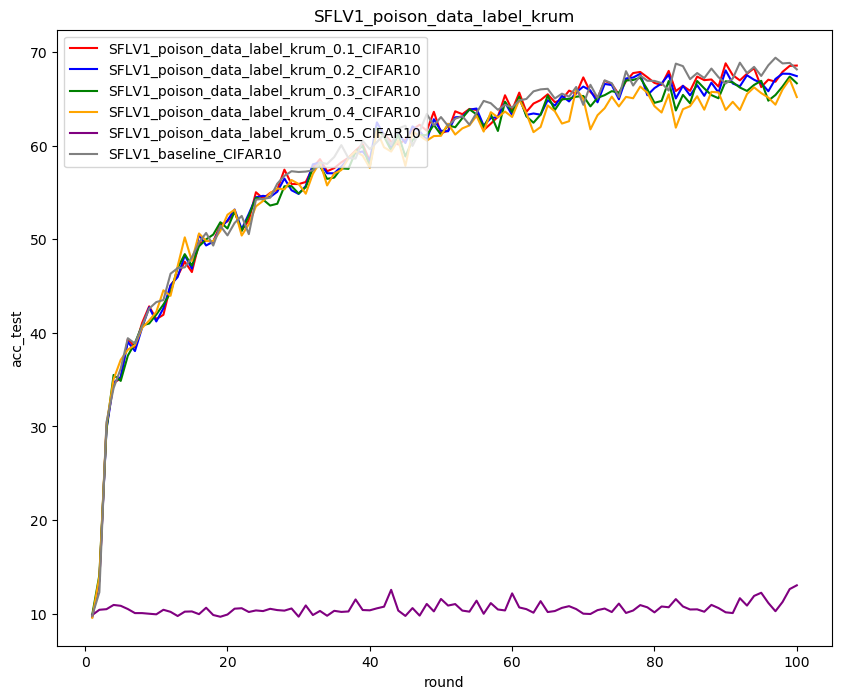 SFLV1_poison_data_label_krum
70
60
50
40
30
20
10
acc_test
SFLV1_poison_data_label_krum_0.1_CIFAR10
SFLV1_poison_data_label_krum_0.2_CIFAR10
SFLV1_poison_data_label_krum_0.3_CIFAR10
SFLV1_poison_data_label_krum_0.4_CIFAR10
SFLV1_poison_data_label_krum_0.5_CIFAR10
SFLV1_baseline_CIFAR10
0 20 40 60 80 100
round